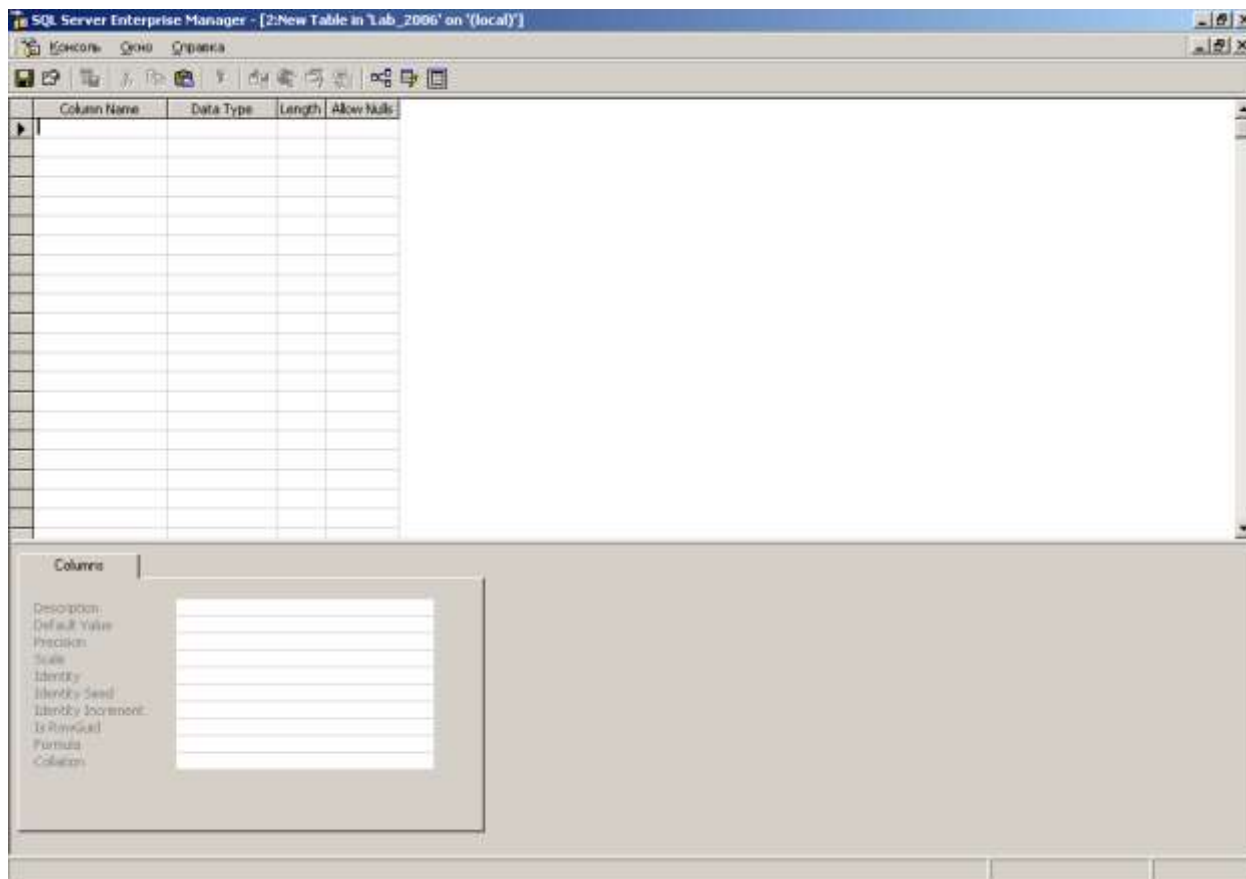 SQL Server Enterprise Manager - [2:New Table in 'Lab_2006' on '(local)']
Консоль Окно Справка
Column Name Data Type Length Allow Nulls
Columns
Description
Default Value
Precision
Scale
Identity
Identity Seed
Identity Increment
Is RowGuid
Formula
Collation